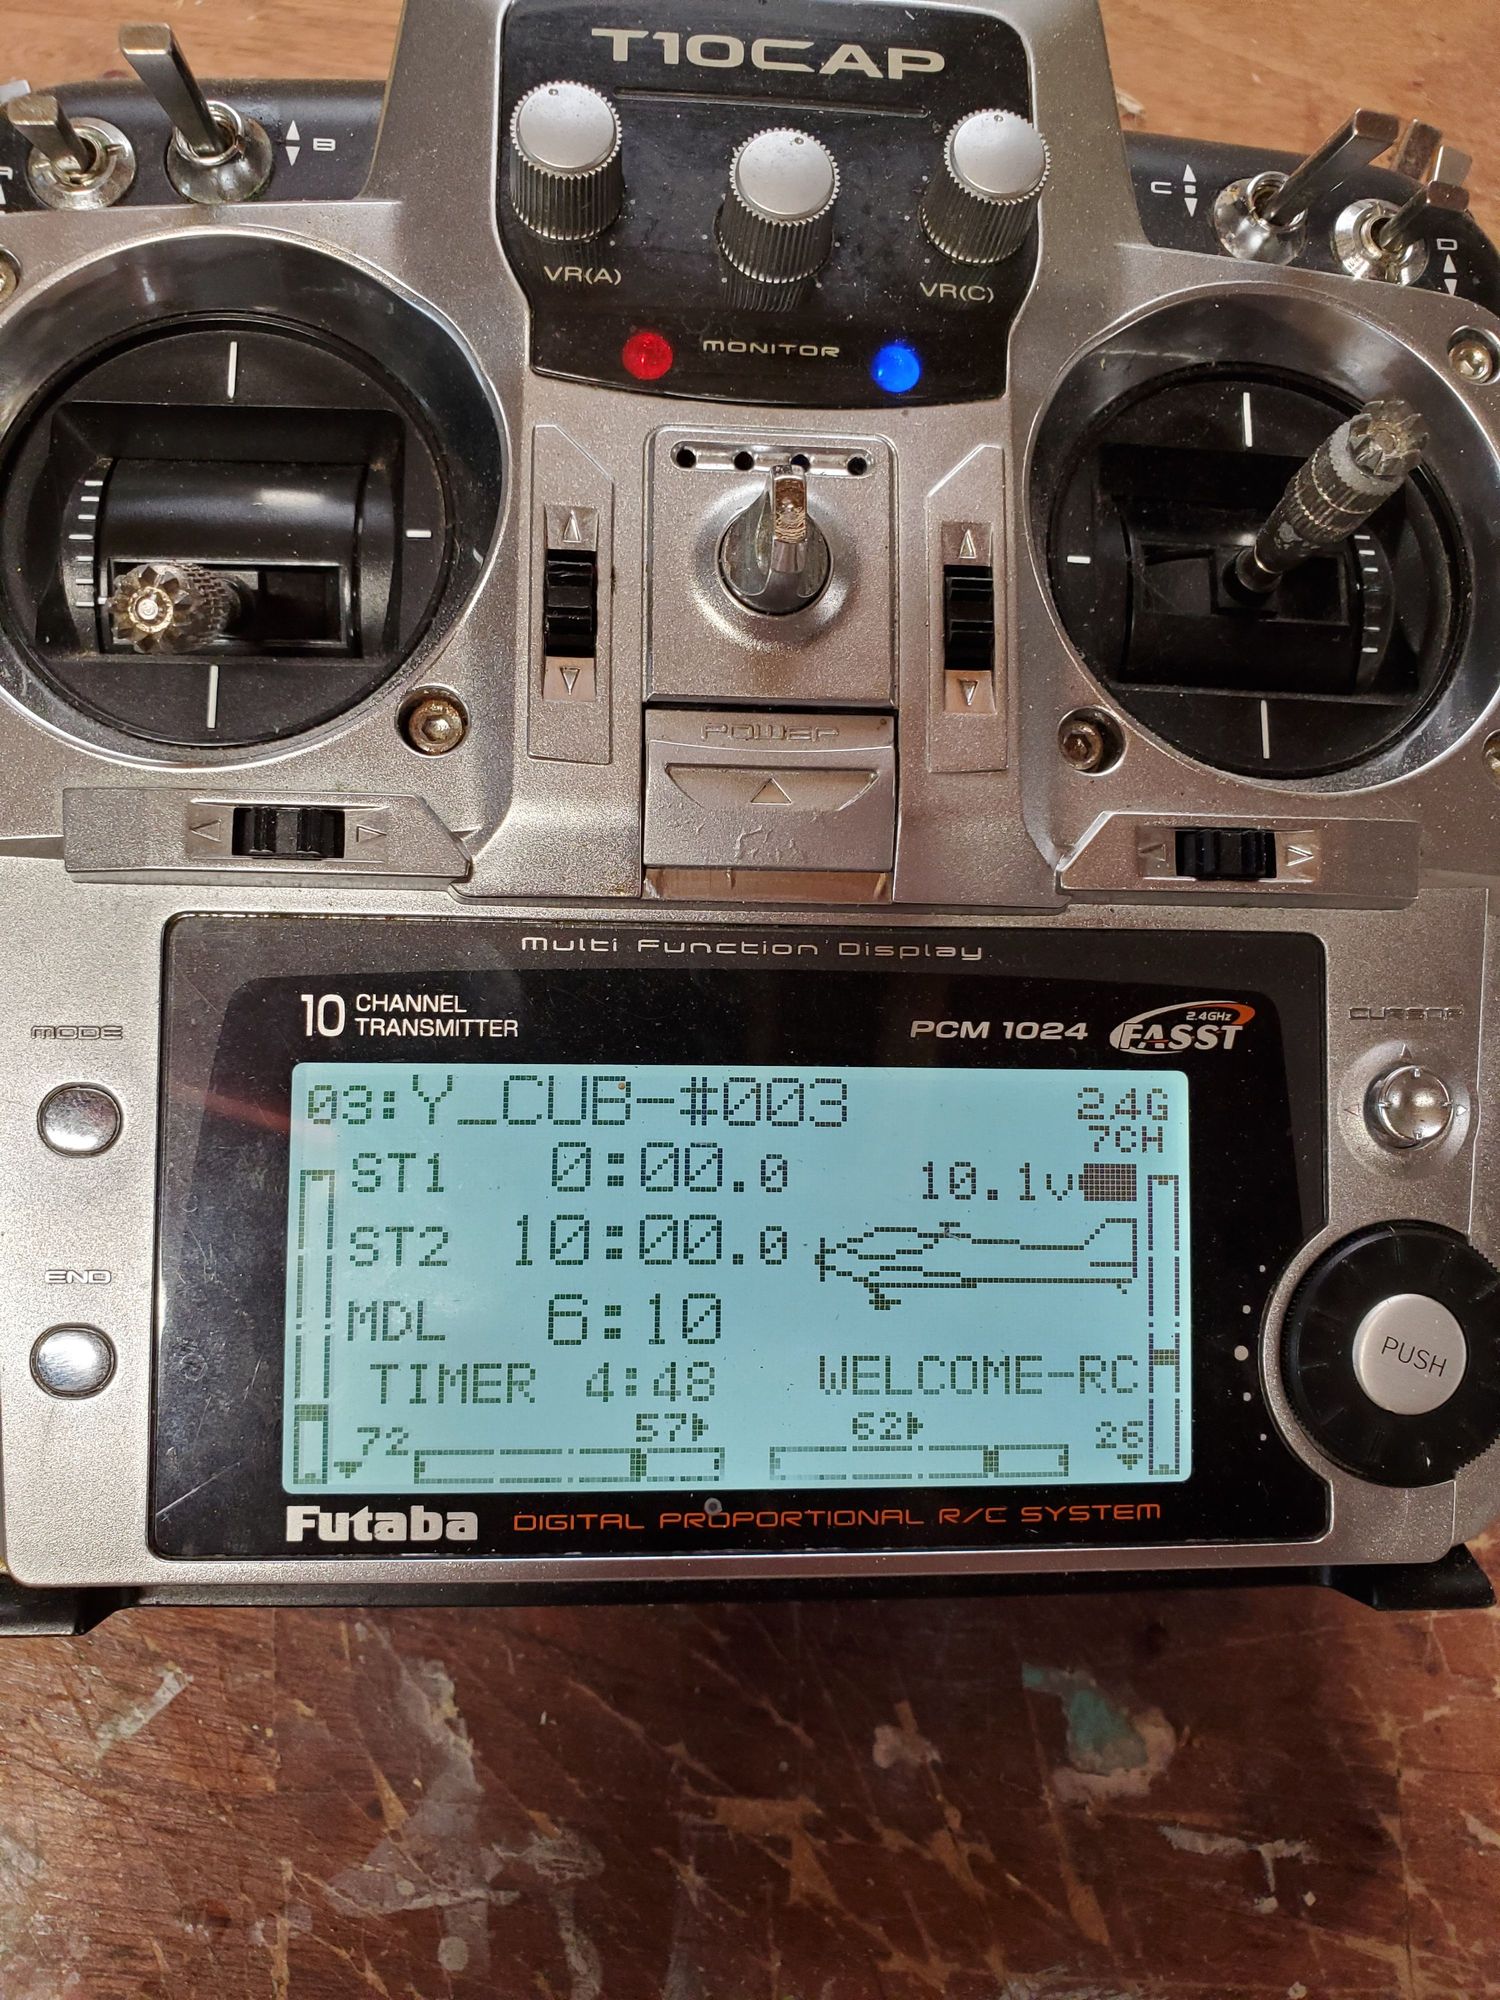 T10CAP
B
C
D
VR(A)
VR(C)
MONITOR
POWER
Multi Function Display
10 CHANNEL
TRANSMITTER
PCM 1024
2.4GHz
FASST
MODE
END
CURSOR
PUSH
03:Y_CUB-#003
2.4G
7CH
ST1 0:00.0
10.1v
ST2 10:00.0
MDL 6:10
TIMER 4:48
WELCOME-RC
72
57
62
26
Futaba DIGITAL PROPORTIONAL R/C SYSTEM